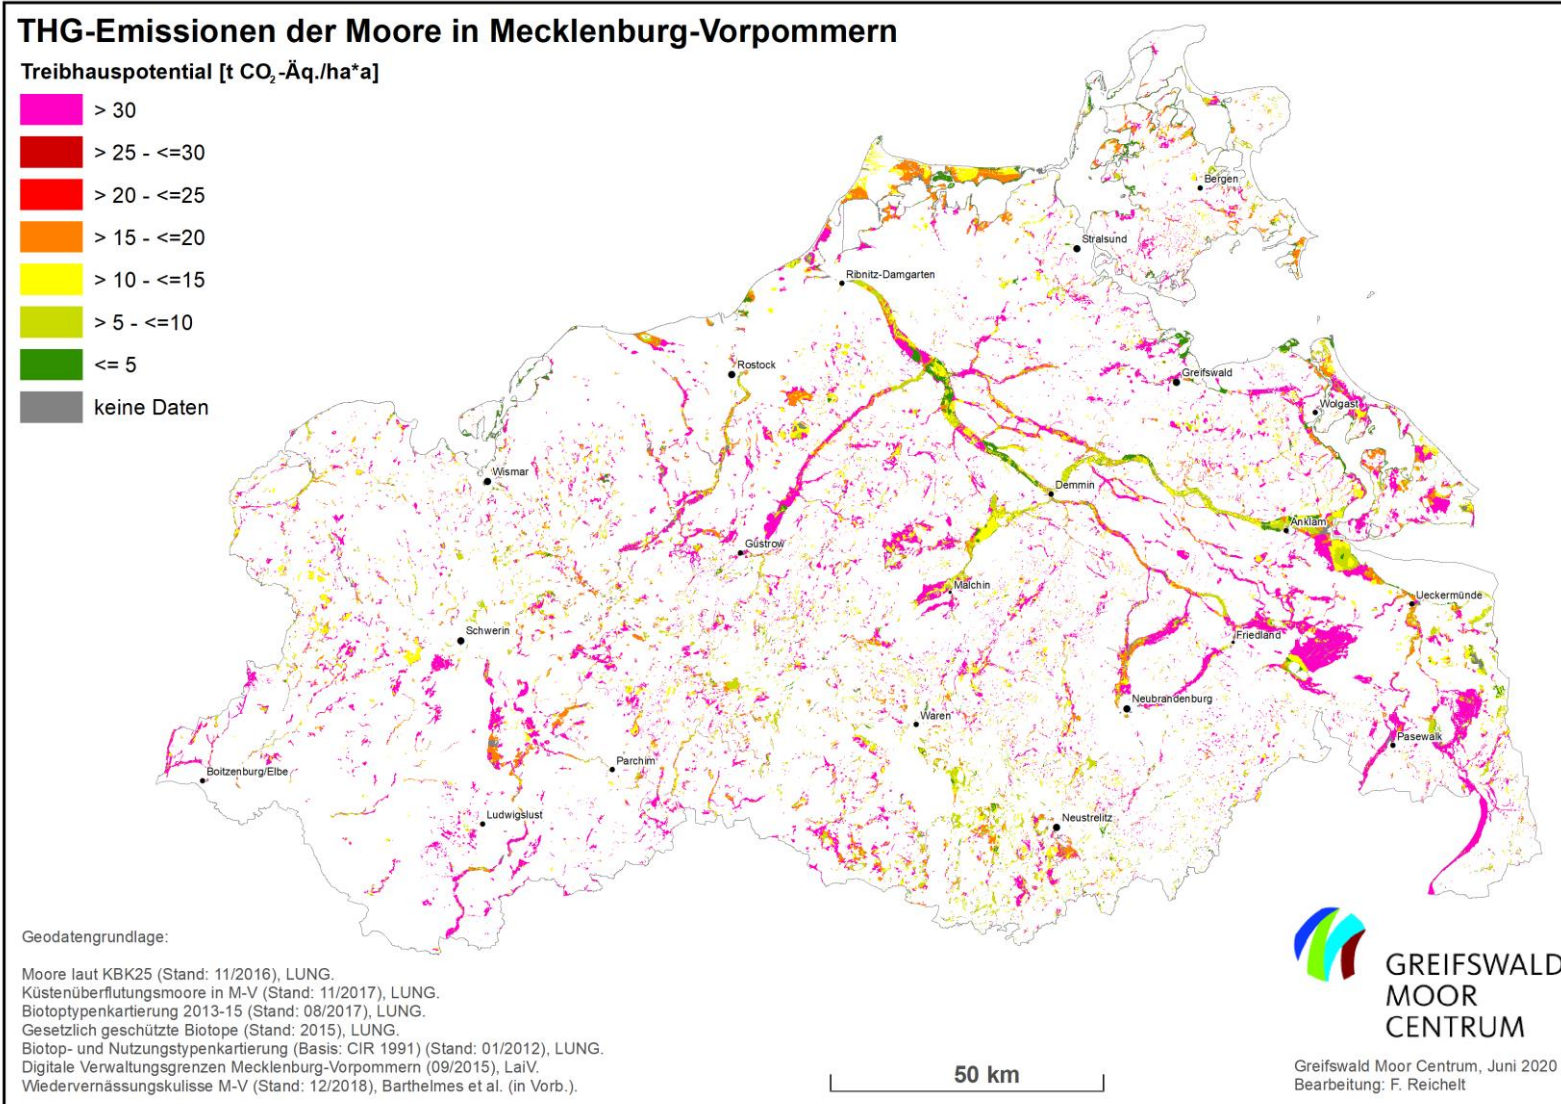 THG-Emissionen der Moore in Mecklenburg-Vorpommern
Treibhauspotential [t CO₂-Äq./ha*a]
> 30
> 25 - <=30
> 20 - <=25
> 15 - <=20
> 10 - <=15
> 5 - <=10
<= 5
keine Daten
Bergen
Stralsund
Ribnitz-Damgarten
Rostock
Greifswald
Wolgast
Wismar
Demmin
Anklam
Güstrow
Malchin
Ueckermünde
Schwerin
Friedland
Neubrandenburg
Waren
Pasewalk
Parchim
Boitzenburg/Elbe
Ludwigslust
Neustrelitz
Geodatengrundlage:
Moore laut KBK25 (Stand: 11/2016), LUNG.
Küstenüberflutungsmoore in M-V (Stand: 11/2017), LUNG.
Biotoptypenkartierung 2013-15 (Stand: 08/2017), LUNG.
Gesetzlich geschützte Biotope (Stand: 2015), LUNG.
Biotop- und Nutzungstypenkartierung (Basis: CIR 1991) (Stand: 01/2012), LUNG.
Digitale Verwaltungsgrenzen Mecklenburg-Vorpommern (09/2015), LaiV.
Wiedervernässungskulisse M-V (Stand: 12/2018), Barthelmes et al. (in Vorb.).
50 km
GREIFSWALD
MOOR
CENTRUM
Greifswald Moor Centrum, Juni 2020
Bearbeitung: F. Reichelt